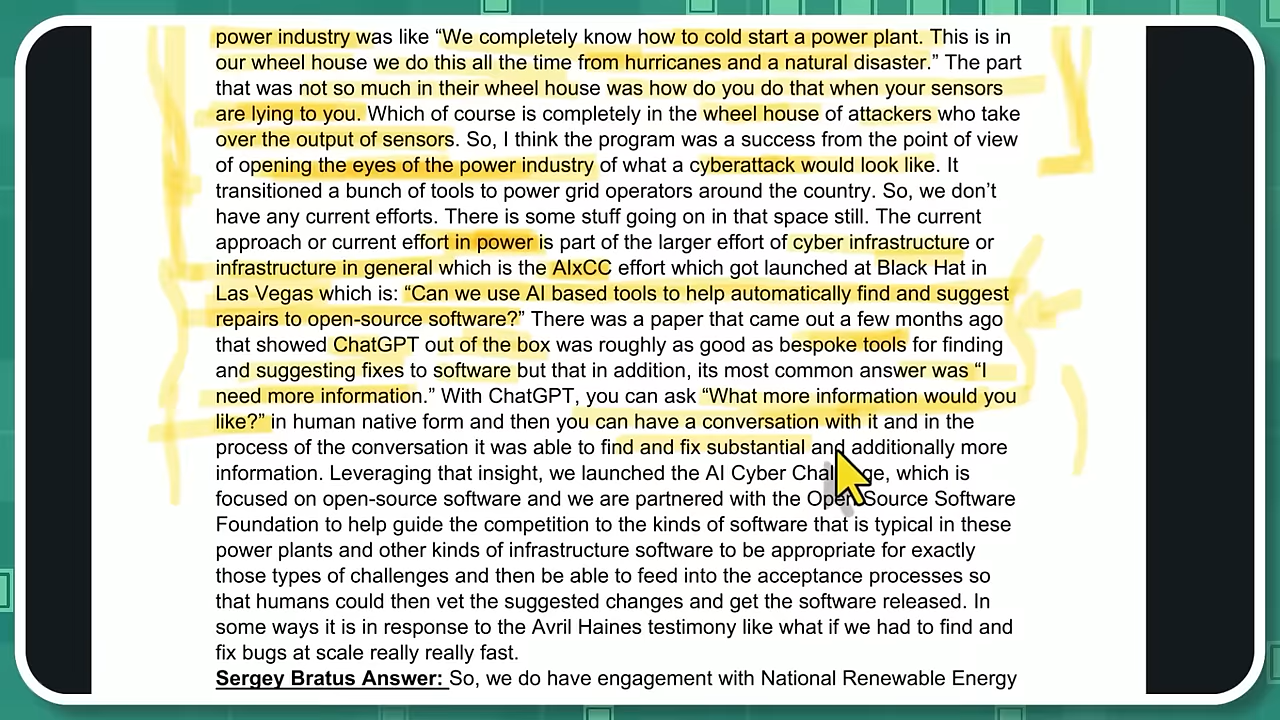 power industry was like “We completely know how to cold start a power plant. This is in
our wheel house we do this all the time from hurricanes and a natural disaster.” The part
that was not so much in their wheel house was how do you do that when your sensors
are lying to you. Which of course is completely in the wheel house of attackers who take
over the output of sensors. So, I think the program was a success from the point of view
of opening the eyes of the power industry of what a cyberattack would look like. It
transitioned a bunch of tools to power grid operators around the country. So, we don’t
have any current efforts. There is some stuff going on in that space still. The current
approach or current effort in power is part of the larger effort of cyber infrastructure or
infrastructure in general which is the AIxCC effort which got launched at Black Hat in
Las Vegas which is: “Can we use AI based tools to help automatically find and suggest
repairs to open-source software?” There was a paper that came out a few months ago
that showed ChatGPT out of the box was roughly as good as bespoke tools for finding
and suggesting fixes to software but that in addition, its most common answer was “I
need more information.” With ChatGPT, you can ask “What more information would you
like?” in human native form and then you can have a conversation with it and in the
process of the conversation it was able to find and fix substantial and additionally more
information. Leveraging that insight, we launched the AI Cyber which is
focused on open-source software and we are partnered with the Open Source Software
Foundation to help guide the competition to the kinds of software that is typical in these
power plants and other kinds of infrastructure software to be appropriate for exactly
those types of challenges and then be able to feed into the acceptance processes so
that humans could then vet the suggested changes and get the software released. In
some ways it is in response to the Avril Haines testimony like what if we had to find and
fix bugs at scale really really fast.
Sergey Bratus Answer: So, we do have engagement with National Renewable Energy